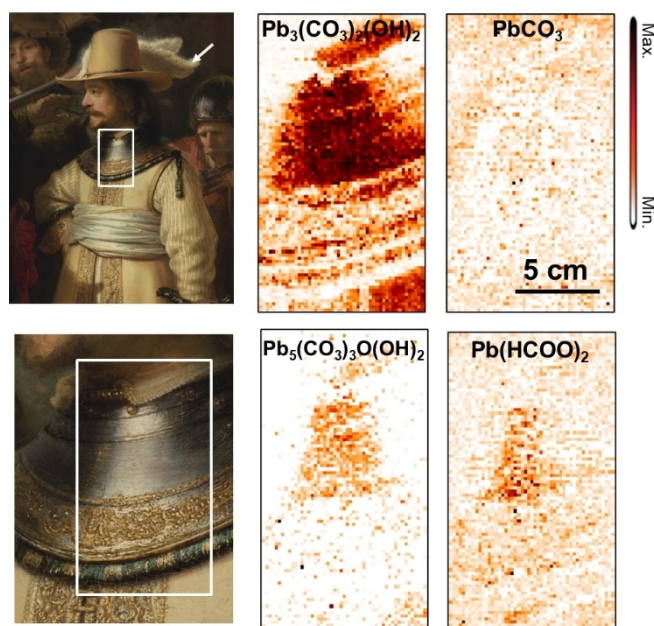 Pb₃(CO₃)₂(OH)₂
PbCO₃
Max.
Min.
5 cm
Pb₅(CO₃)₃O(OH)₂
Pb(HCOO)₂